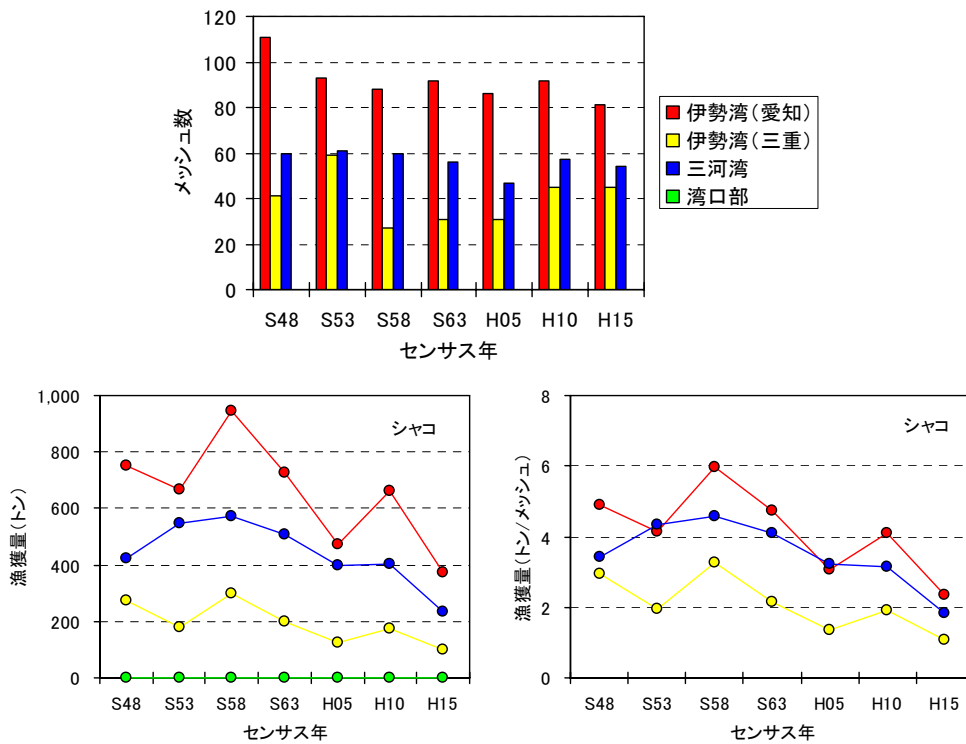 120
100
80
60
40
20
0
メッシュ数
S48 S53 S58 S63 H05 H10 H15
センサス年
伊勢湾(愛知)
伊勢湾(三重)
三河湾
湾口部
1,000
800
600
400
200
0
漁獲量(トン)
シャコ
S48 S53 S58 S63 H05 H10 H15
センサス年
8
6
4
2
0
漁獲量(トン/メッシュ)
シャコ
S48 S53 S58 S63 H05 H10 H15
センサス年